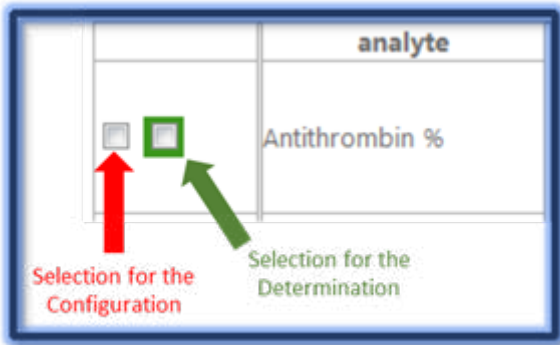 analyte
Antithrombin %
Selection for the
Configuration
Selection for the
Determination